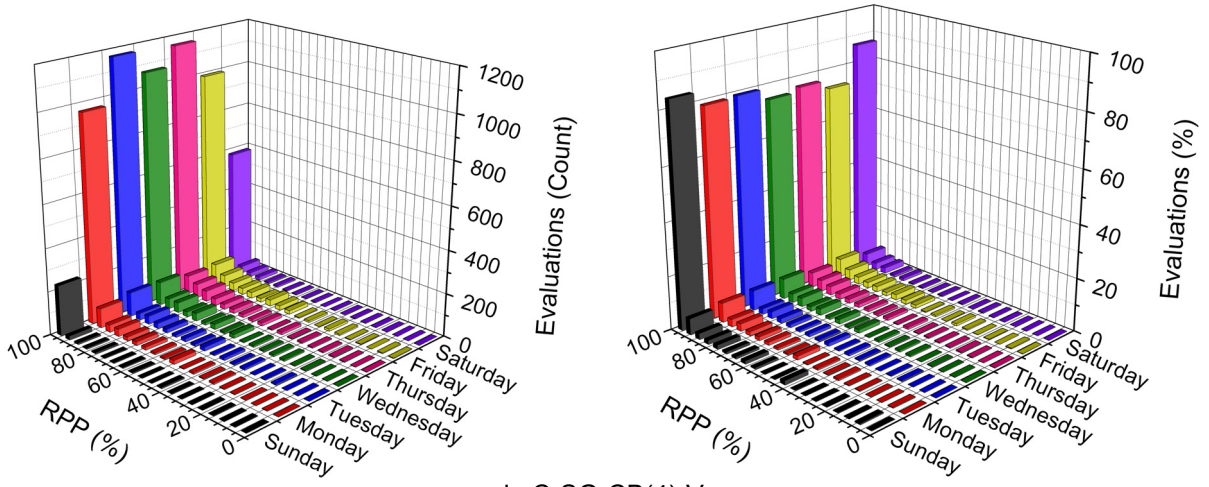 1200
1000
800
600
400
200
0
Evaluations (Count)
100
80
60
40
20
0
RPP (%)
Saturday
Friday
Thursday
Wednesday
Tuesday
Monday
Sunday
100
80
60
40
20
0
Evaluations (%)
100
80
60
40
20
0
RPP (%)
Saturday
Friday
Thursday
Wednesday
Tuesday
Monday
Sunday